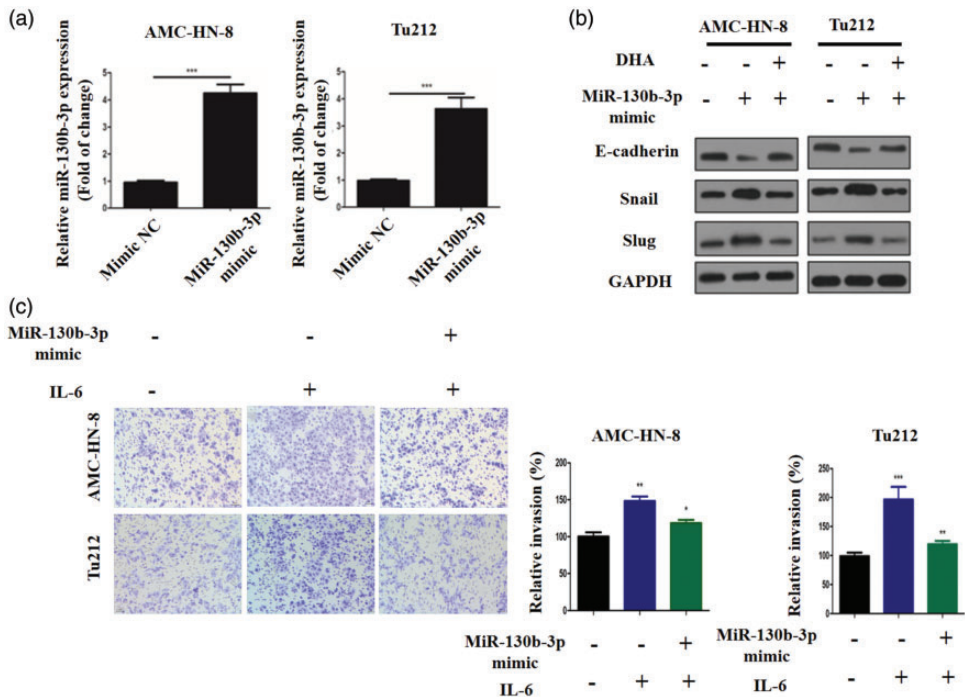 (a)
AMC-HN-8
Relative miR-130b-3p expression
(Fold of change)
5
4
3
2
1
0
***
Mimic NC
MiR-130b-3p
mimic
Tu212
Relative miR-130b-3p expression
(Fold of change)
5
4
3
2
1
0
***
Mimic NC
MiR-130b-3p
mimic
(b)
AMC-HN-8 Tu212
DHA - - + - - +
MiR-130b-3p - + + - + +
mimic
E-cadherin
Snail
Slug
GAPDH
(c)
MiR-130b-3p - - +
mimic
IL-6 - + +
AMC-HN-8
Tu212
AMC-HN-8
Relative invasion (%)
200
150
100
50
0
**
*
MiR-130b-3p - - +
mimic
IL-6 - + +
Tu212
Relative invasion (%)
250
200
150
100
50
0
***
**
MiR-130b-3p - - +
mimic
IL-6 - + +